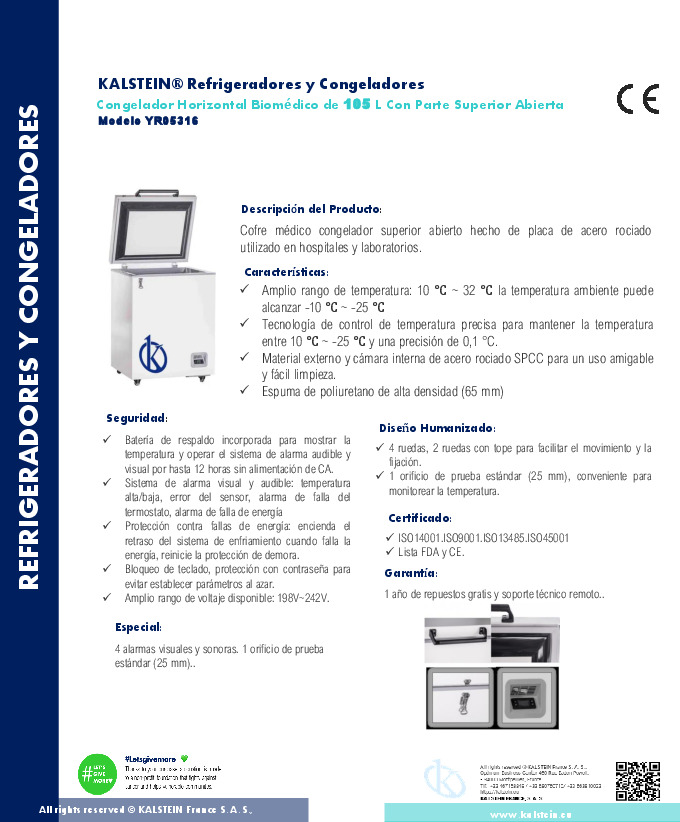 REFRIGERADORES Y CONGELADORES
KALSTEIN® Refrigeradores y Congeladores
Congelador Horizontal Biomédico de 105 L Con Parte Superior Abierta
Modelo YR05316
CE
Descripción del Producto:
Cofre médico congelador superior abierto hecho de placa de acero rociado
utilizado en hospitales y laboratorios.
Características:
✓ Amplio rango de temperatura: 10 °C ~ 32 °C la temperatura ambiente puede
alcanzar -10 °C ~ -25 °C
✓ Tecnología de control de temperatura precisa para mantener la temperatura
entre 10 °C ~ -25 °C y una precisión de 0,1 °C.
✓ Material externo y cámara interna de acero rociado SPCC para un uso amigable
y fácil limpieza.
✓ Espuma de poliuretano de alta densidad (65 mm)
Seguridad:
✓ Batería de respaldo incorporada para mostrar la
temperatura y operar el sistema de alarma audible y
visual por hasta 12 horas sin alimentación de CA.
✓ Sistema de alarma visual y audible: temperatura
alta/baja, error del sensor, alarma de falla del
termostato, alarma de falla de energía
✓ Protección contra fallas de energía: encienda el
retraso del sistema de enfriamiento cuando falla la
energía, reinicie la protección de demora.
✓ Bloqueo de teclado, protección con contraseña para
evitar establecer parámetros al azar.
✓ Amplio rango de voltaje disponible: 198V~242V.
Especial:
4 alarmas visuales y sonoras. 1 orificio de prueba
estándar (25 mm)..
Diseño Humanizado:
✓ 4 ruedas, 2 ruedas con tope para facilitar el movimiento y la
fijación.
✓ 1 orificio de prueba estándar (25 mm), conveniente para
monitorear la temperatura.
Certificado:
✓ ISO14001.ISO9001.ISO13485.ISO45001
✓ Lista FDA y CE.
Garantía:
1 año de repuestos gratis y soporte técnico remoto..
#LET'S
GIVE
MORE
#Letsgivemore
All rights reserved © KALSTEIN France S.A.S.,
KALSTEIN FRANCE, S.A.S
All rights reserved © KALSTEIN France S.A.S.,
www.kalstein.eu